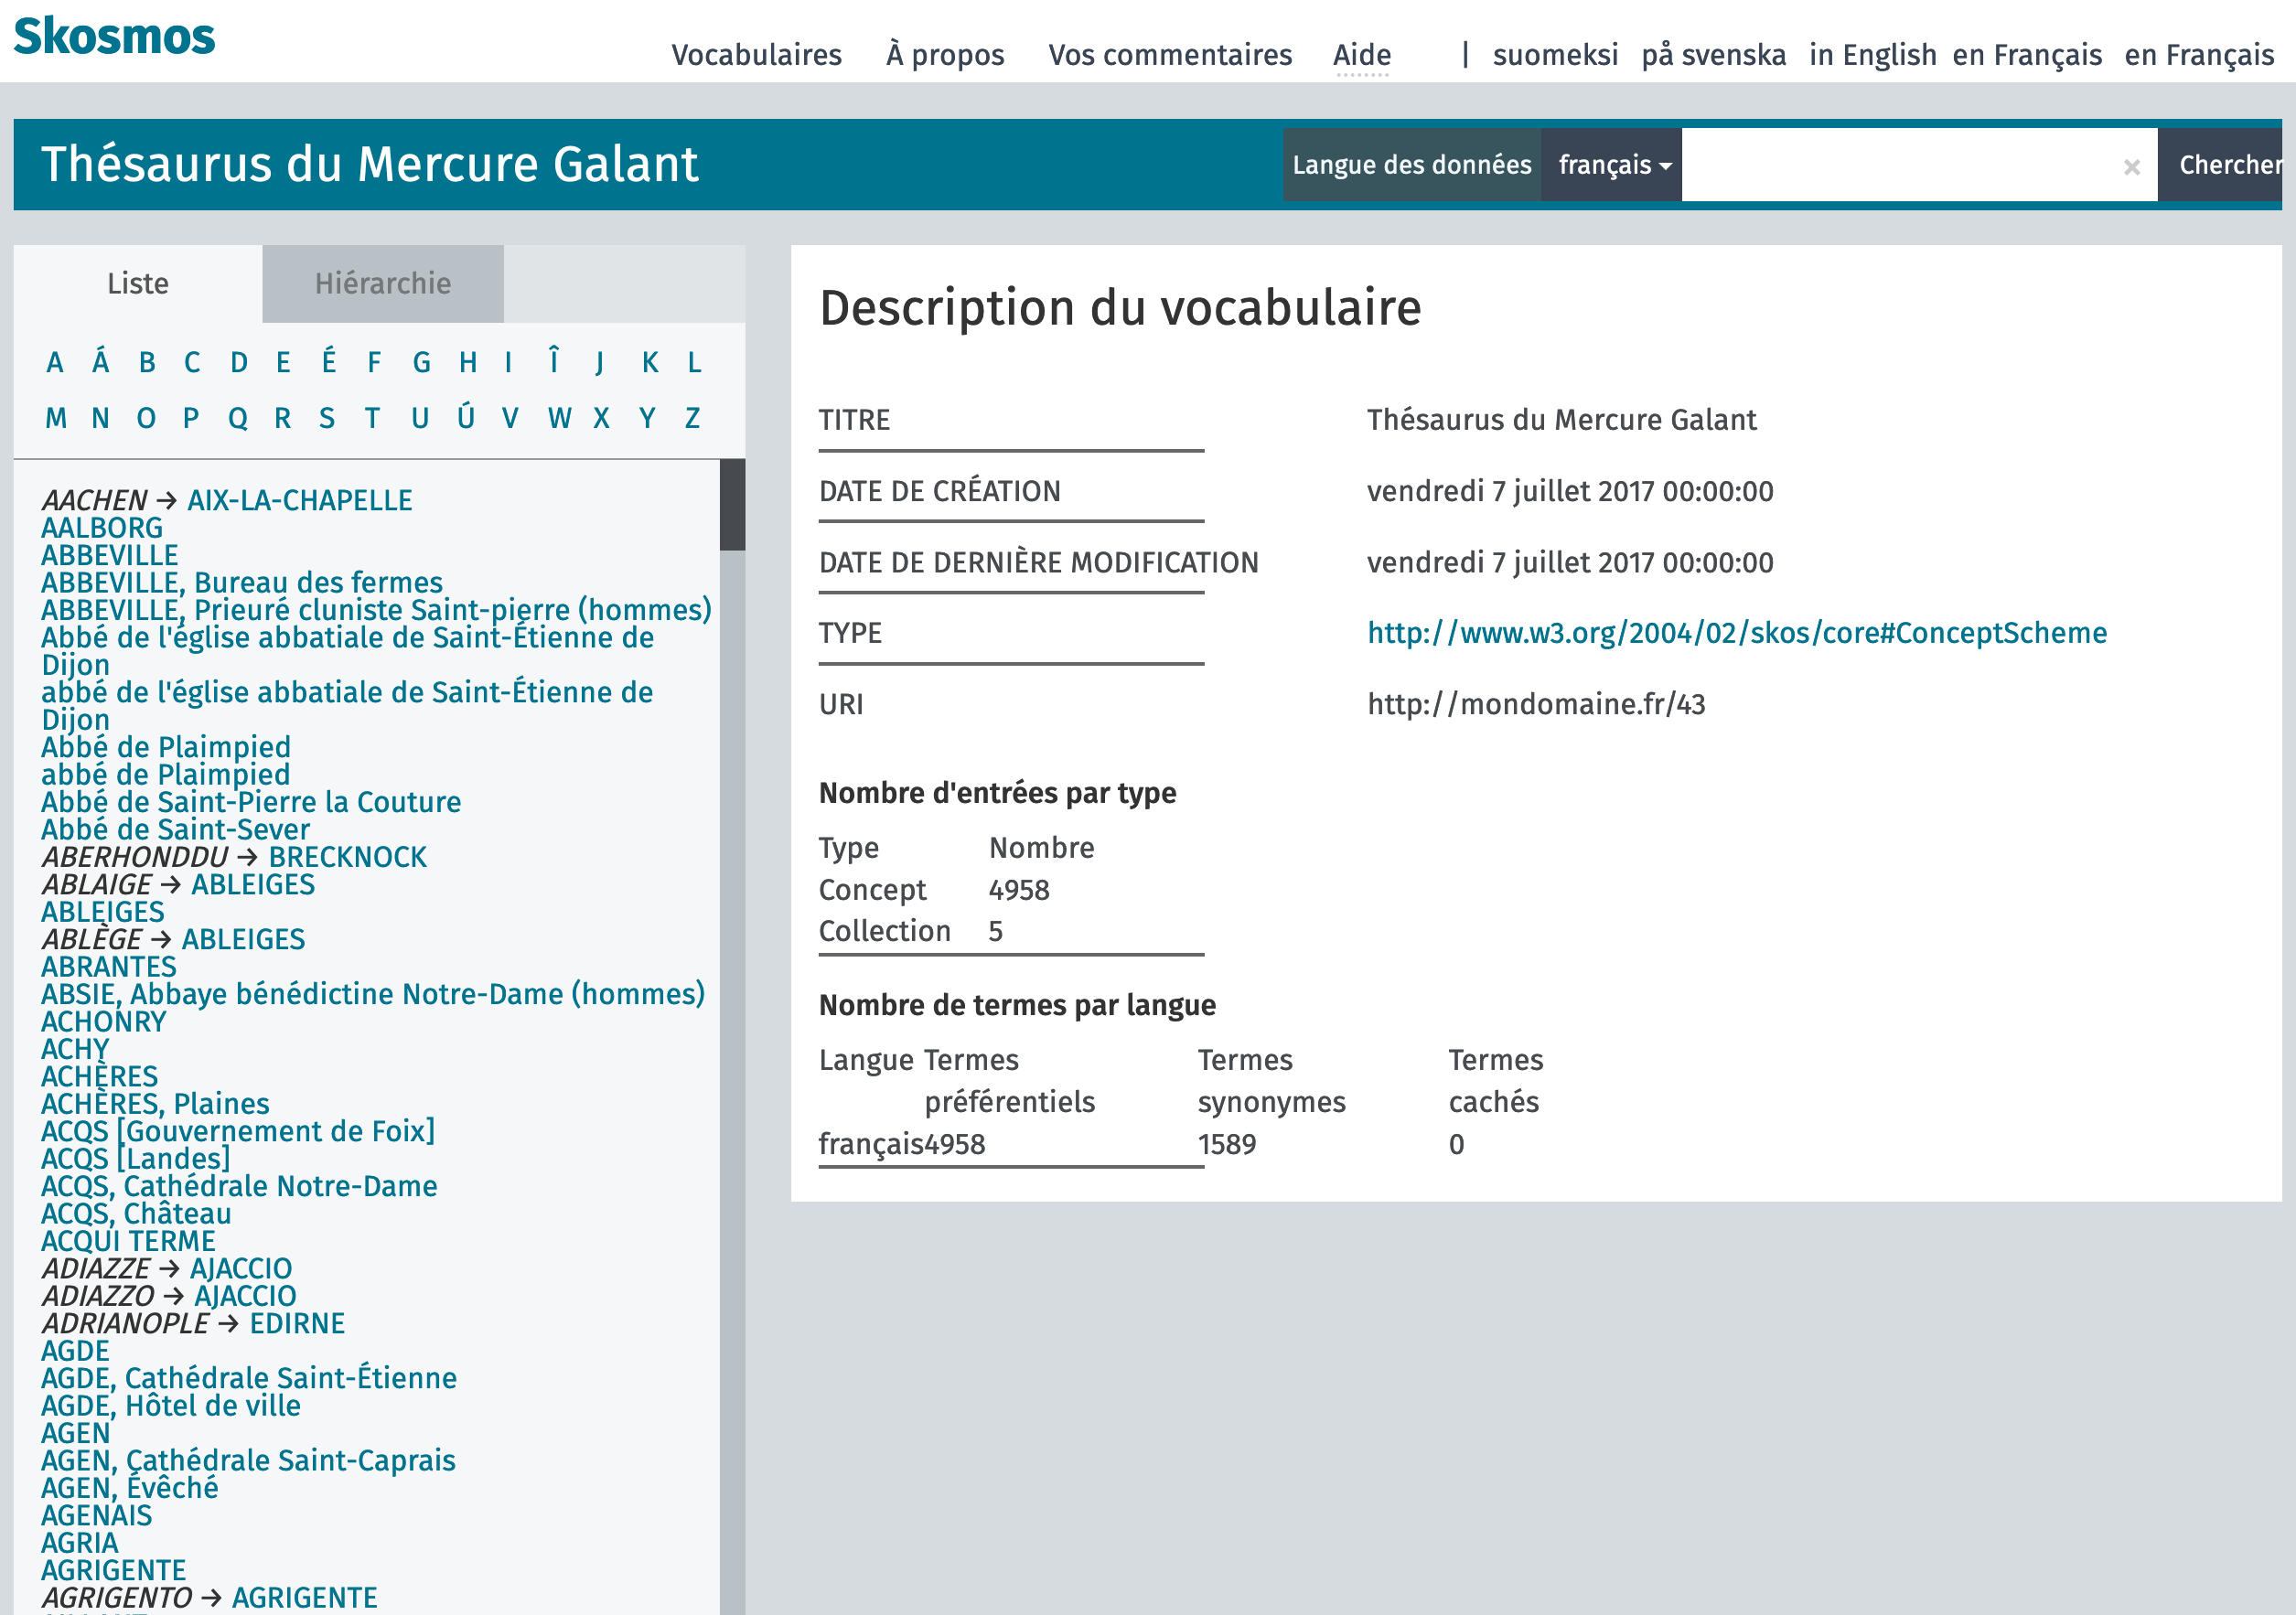 Skosmos
Vocabulaires À propos Vos commentaires Aide | suomeksi på svenska in English en Français en Français
Thésaurus du Mercure Galant
Langue des données français × Chercher
Liste Hiérarchie
A Á B C D E É F G H I Î J K L
M N O P Q R S T U Ú V W X Y Z
AACHEN → AIX-LA-CHAPELLE
AALBORG
ABBEVILLE
ABBEVILLE, Bureau des fermes
ABBEVILLE, Prieuré cluniste Saint-pierre (hommes)
Abbé de l'église abbatiale de Saint-Étienne de
Dijon
abbé de l'église abbatiale de Saint-Étienne de
Dijon
Abbé de Plaimpied
abbé de Plaimpied
Abbé de Saint-Pierre la Couture
Abbé de Saint-Sever
ABERHONDDU → BRECKNOCK
ABLAIGE → ABLEIGES
ABLEIGES
ABLÈGE → ABLEIGES
ABRANTES
ABSIE, Abbaye bénédictine Notre-Dame (hommes)
ACHONRY
ACHY
ACHÈRES
ACHÈRES, Plaines
ACQS [Gouvernement de Foix]
ACQS [Landes]
ACQS, Cathédrale Notre-Dame
ACQS, Château
ACQUI TERME
ADIAZZE → AJACCIO
ADIAZZO → AJACCIO
ADRIANOPLE → EDIRNE
AGDE
AGDE, Cathédrale Saint-Étienne
AGDE, Hôtel de ville
AGEN
AGEN, Cathédrale Saint-Caprais
AGEN, Évêché
AGENAIS
AGRIA
AGRIGENTE
AGRIGENTO → AGRIGENTE
Description du vocabulaire
TITRE Thésaurus du Mercure Galant
DATE DE CRÉATION vendredi 7 juillet 2017 00:00:00
DATE DE DERNIÈRE MODIFICATION vendredi 7 juillet 2017 00:00:00
TYPE http://www.w3.org/2004/02/skos/core#ConceptScheme
URI http://mondomaine.fr/43
Nombre d'entrées par type
Type Nombre
Concept 4958
Collection 5
Nombre de termes par langue
Langue Termes Termes Termes
préférentiels synonymes cachés
français 4958 1589 0